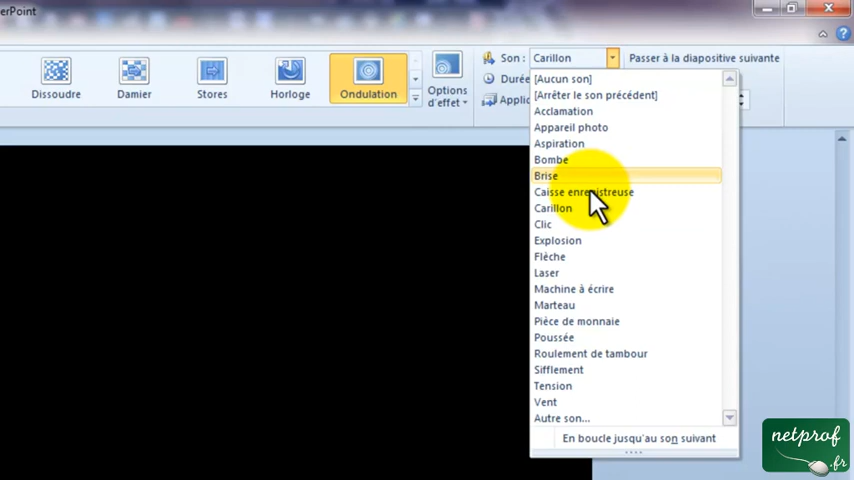 erPoint
Son : Carillon
Passer à la diapositive suivante
Durée
Applic
Dissoudre
Damier
Stores
Horloge
Ondulation
Options
d'effet
[Aucun son]
[Arrêter le son précédent]
Acclamation
Appareil photo
Aspiration
Bombe
Brise
Caisse enregistreuse
Carillon
Clic
Explosion
Flèche
Laser
Machine à écrire
Marteau
Pièce de monnaie
Poussée
Roulement de tambour
Sifflement
Tension
Vent
Autre son...
En boucle jusqu'au son suivant
netprof
.fr